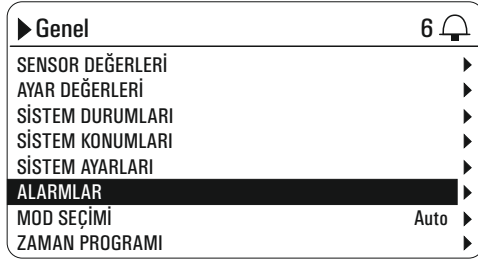 Genel 6
SENSOR DEĞERLERİ
AYAR DEĞERLERİ
SİSTEM DURUMLARI
SİSTEM KONUMLARI
SİSTEM AYARLARI
ALARMLAR
MOD SEÇİMİ Auto
ZAMAN PROGRAMI